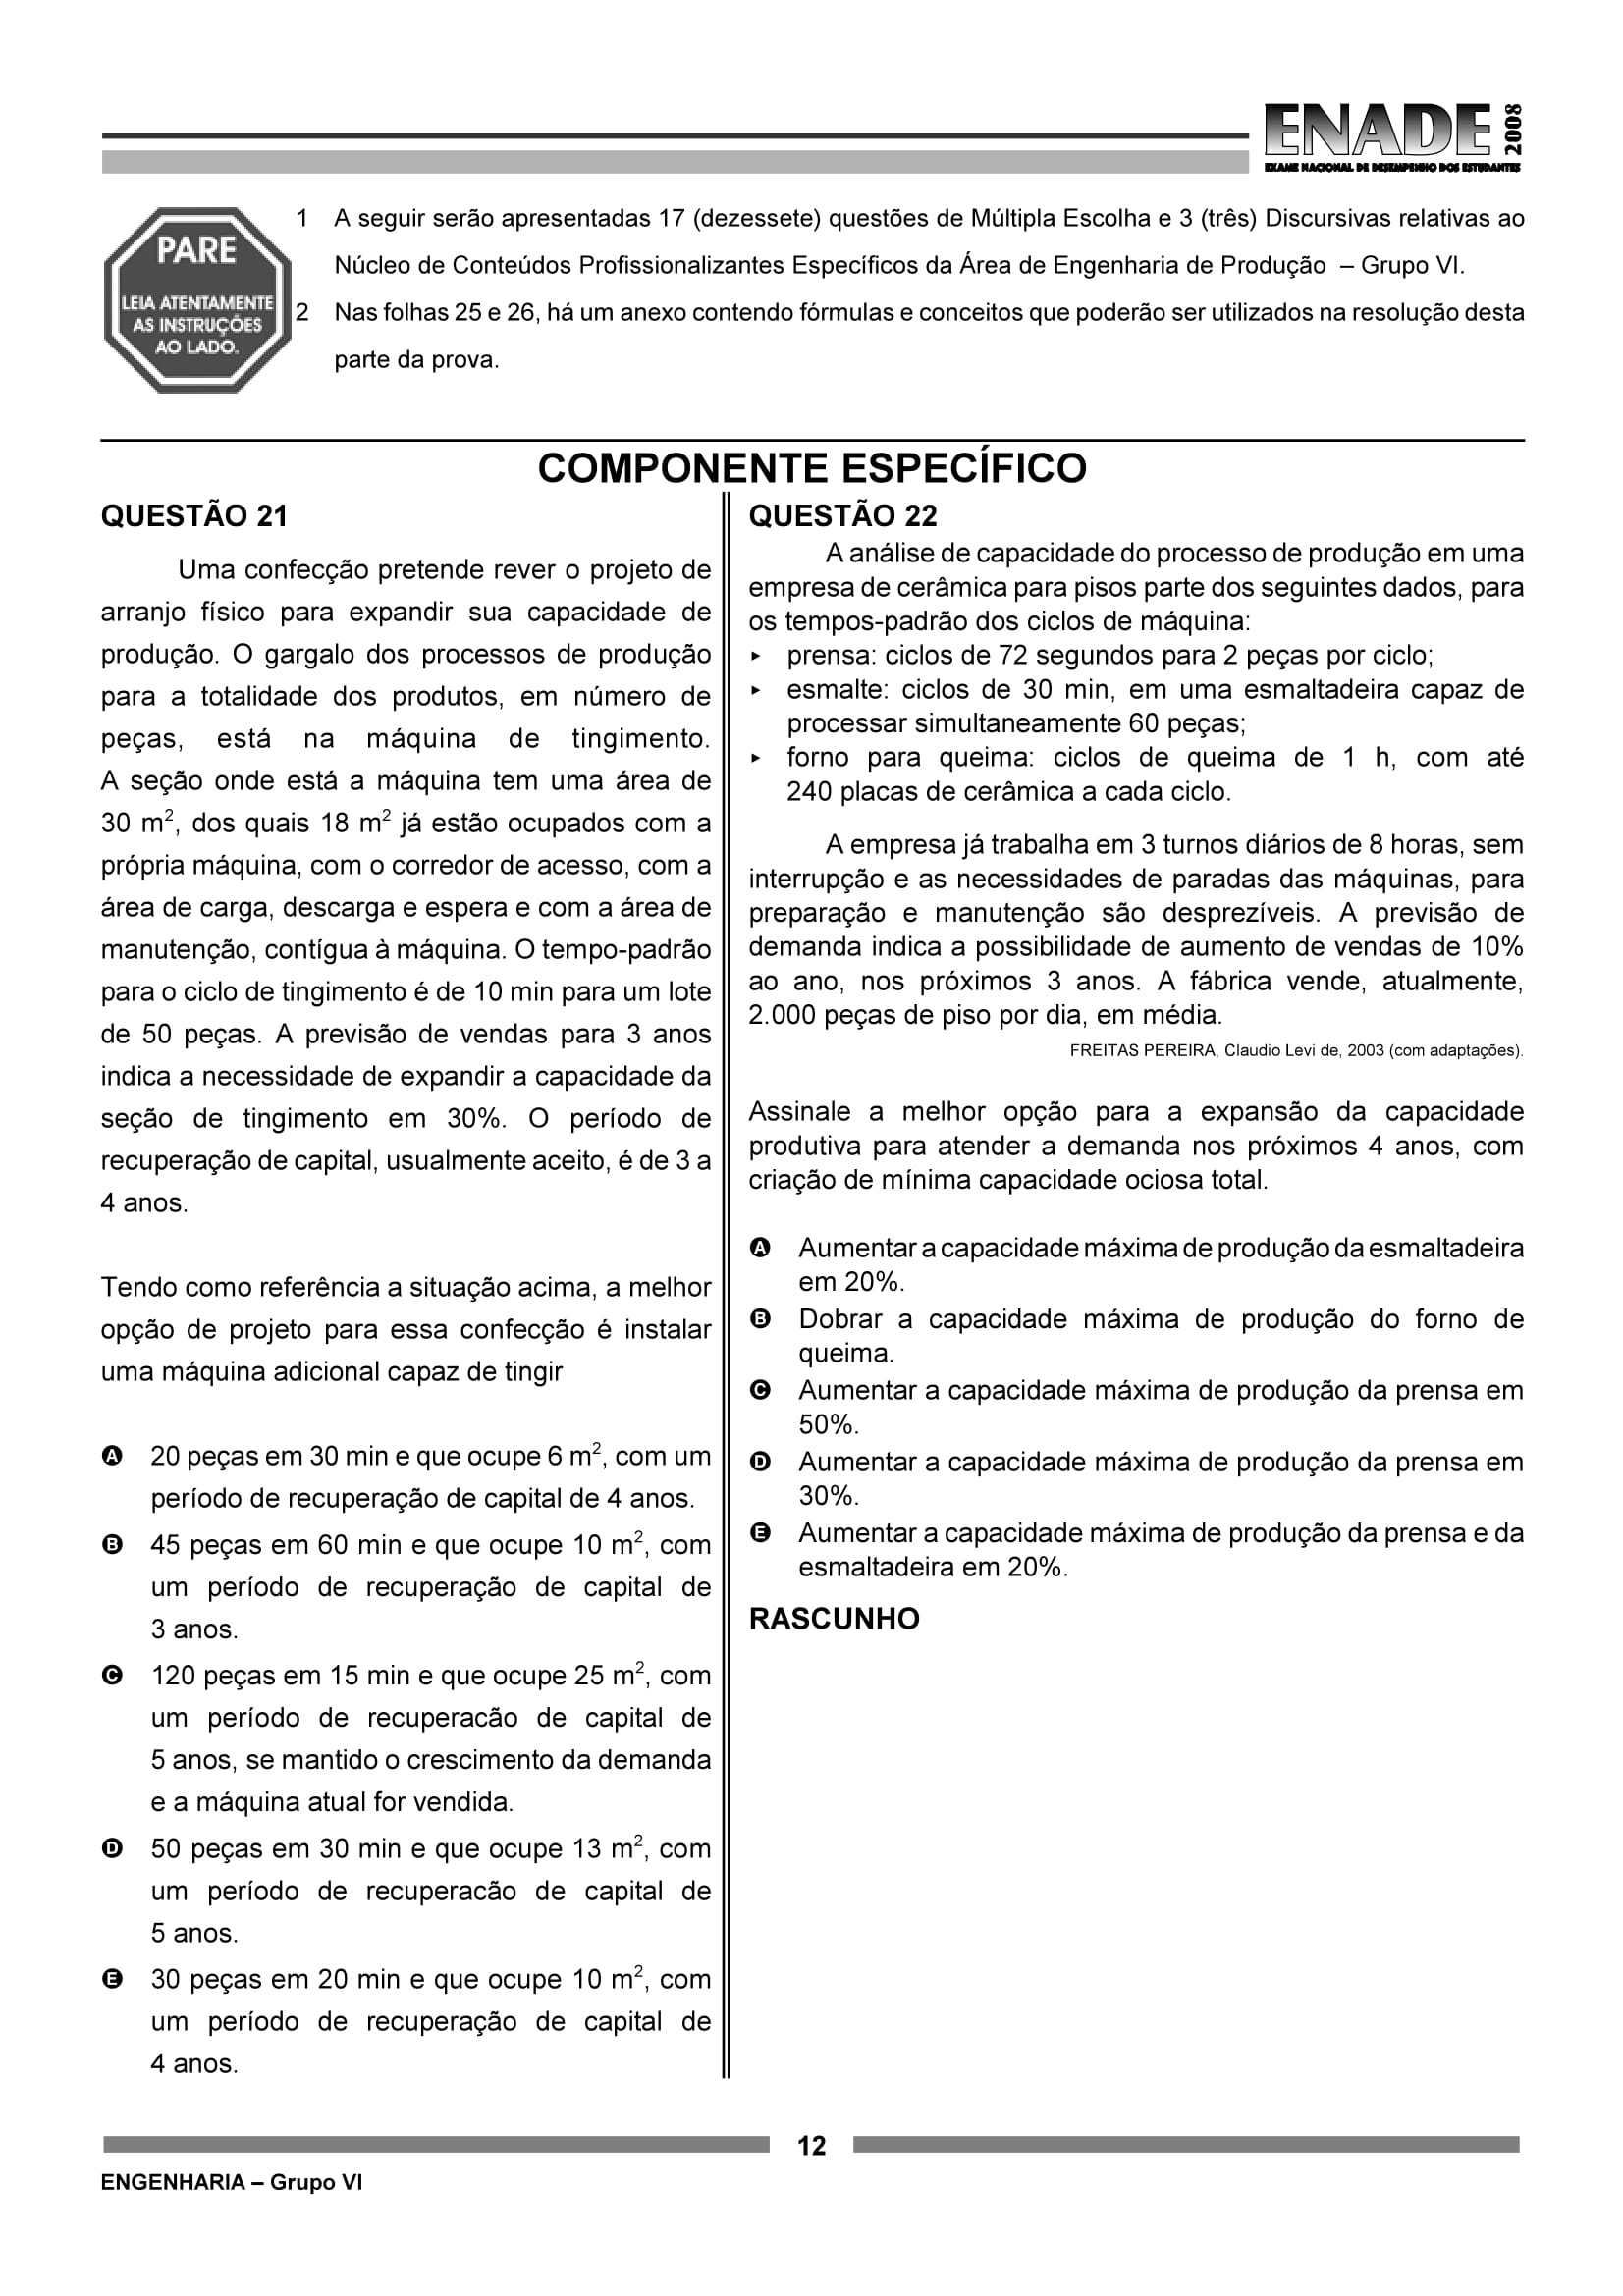 ENADE 2008
EXAME NACIONAL DE DESEMPENHO DOS ESTUDANTES
PARE
LEIA ATENTAMENTE
AS INSTRUÇÕES
AO LADO.
1 A seguir serão apresentadas 17 (dezessete) questões de Múltipla Escolha e 3 (três) Discursivas relativas ao
Núcleo de Conteúdos Profissionalizantes Específicos da Área de Engenharia de Produção – Grupo VI.
2 Nas folhas 25 e 26, há um anexo contendo fórmulas e conceitos que poderão ser utilizados na resolução desta
parte da prova.
COMPONENTE ESPECÍFICO
QUESTÃO 21
Uma confecção pretende rever o projeto de
arranjo físico para expandir sua capacidade de
produção. O gargalo dos processos de produção
para a totalidade dos produtos, em número de
peças, está na máquina de tingimento.
A seção onde está a máquina tem uma área de
30 m², dos quais 18 m² já estão ocupados com a
própria máquina, com o corredor de acesso, com a
área de carga, descarga e espera e com a área de
manutenção, contígua à máquina. O tempo-padrão
para o ciclo de tingimento é de 10 min para um lote
de 50 peças. A previsão de vendas para 3 anos
indica a necessidade de expandir a capacidade da
seção de tingimento em 30%. O período de
recuperação de capital, usualmente aceito, é de 3 a
4 anos.
Tendo como referência a situação acima, a melhor
opção de projeto para essa confecção é instalar
uma máquina adicional capaz de tingir
A 20 peças em 30 min e que ocupe 6 m², com um
período de recuperação de capital de 4 anos.
B 45 peças em 60 min e que ocupe 10 m², com
um período de recuperação de capital de
3 anos.
C 120 peças em 15 min e que ocupe 25 m², com
um período de recuperacão de capital de
5 anos, se mantido o crescimento da demanda
e a máquina atual for vendida.
D 50 peças em 30 min e que ocupe 13 m², com
um período de recuperacão de capital de
5 anos.
E 30 peças em 20 min e que ocupe 10 m², com
um período de recuperação de capital de
4 anos.
QUESTÃO 22
A análise de capacidade do processo de produção em uma
empresa de cerâmica para pisos parte dos seguintes dados, para
os tempos-padrão dos ciclos de máquina:
▸ prensa: ciclos de 72 segundos para 2 peças por ciclo;
▸ esmalte: ciclos de 30 min, em uma esmaltadeira capaz de
processar simultaneamente 60 peças;
▸ forno para queima: ciclos de queima de 1 h, com até
240 placas de cerâmica a cada ciclo.
A empresa já trabalha em 3 turnos diários de 8 horas, sem
interrupção e as necessidades de paradas das máquinas, para
preparação e manutenção são desprezíveis. A previsão de
demanda indica a possibilidade de aumento de vendas de 10%
ao ano, nos próximos 3 anos. A fábrica vende, atualmente,
2.000 peças de piso por dia, em média.
FREITAS PEREIRA, Claudio Levi de, 2003 (com adaptações).
Assinale a melhor opção para a expansão da capacidade
produtiva para atender a demanda nos próximos 4 anos, com
criação de mínima capacidade ociosa total.
A Aumentar a capacidade máxima de produção da esmaltadeira
em 20%.
B Dobrar a capacidade máxima de produção do forno de
queima.
C Aumentar a capacidade máxima de produção da prensa em
50%.
D Aumentar a capacidade máxima de produção da prensa em
30%.
E Aumentar a capacidade máxima de produção da prensa e da
esmaltadeira em 20%.
RASCUNHO
12
ENGENHARIA – Grupo VI